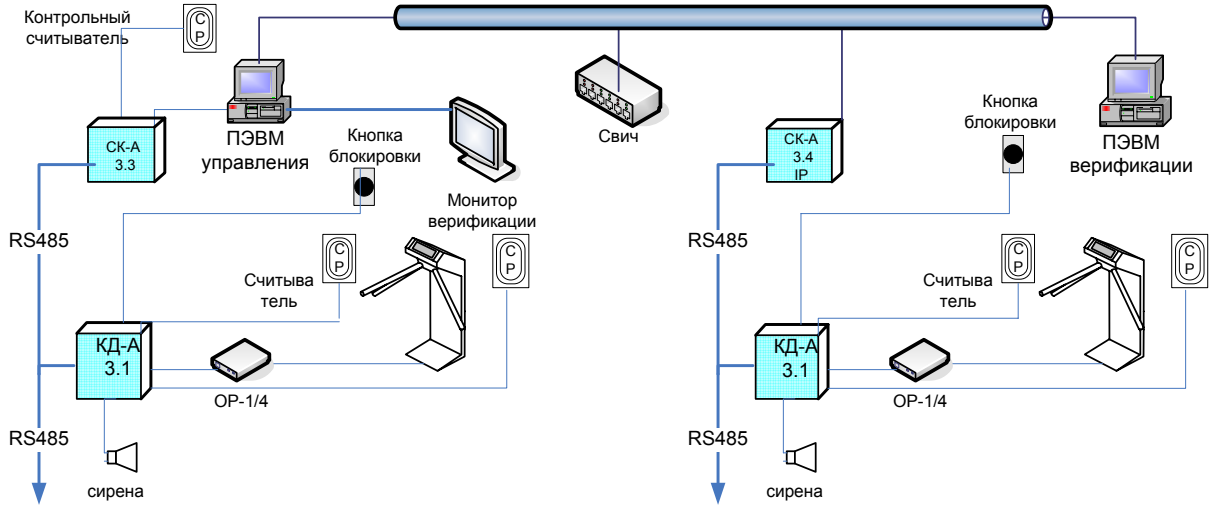 Контрольный
считыватель
С
Р
СК-А
3.3
ПЭВМ
управления
Кнопка
блокировки
Монитор
верификации
Свич
СК-А
3.4
IP
Кнопка
блокировки
ПЭВМ
верификации
RS485
С
Р
С
Р
Считыва
тель
КД-А
3.1
ОР-1/4
RS485
сирена
RS485
С
Р
С
Р
Считыва
тель
КД-А
3.1
ОР-1/4
RS485
сирена